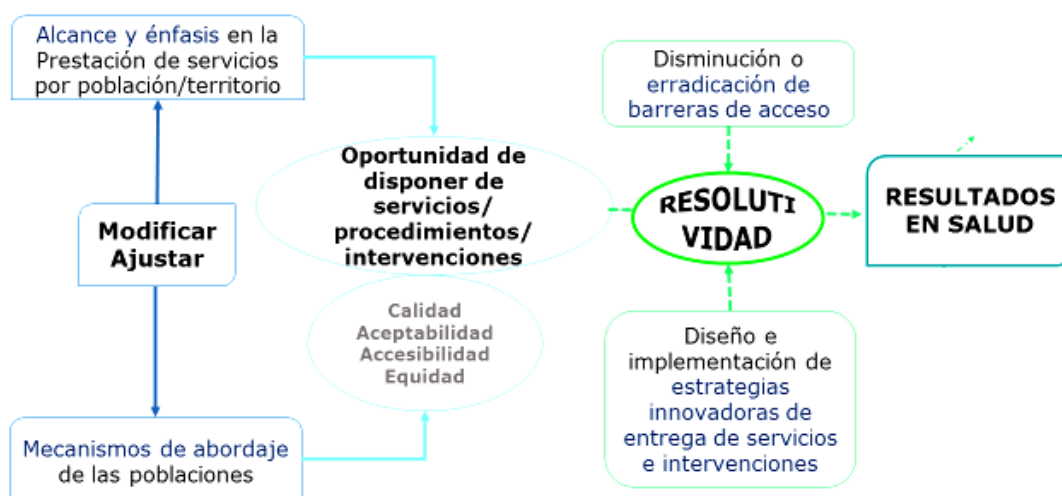 Alcance y énfasis en la
Prestación de servicios
por población/territorio
Modificar
Ajustar
Mecanismos de abordaje
de las poblaciones
Oportunidad de
disponer de
servicios/
procedimientos/
intervenciones
Calidad
Aceptabilidad
Accesibilidad
Equidad
Disminución o
erradicación de
barreras de acceso
RESOLUTI
VIDAD
Diseño e
implementación de
estrategias
innovadoras de
entrega de servicios
e intervenciones
RESULTADOS
EN SALUD